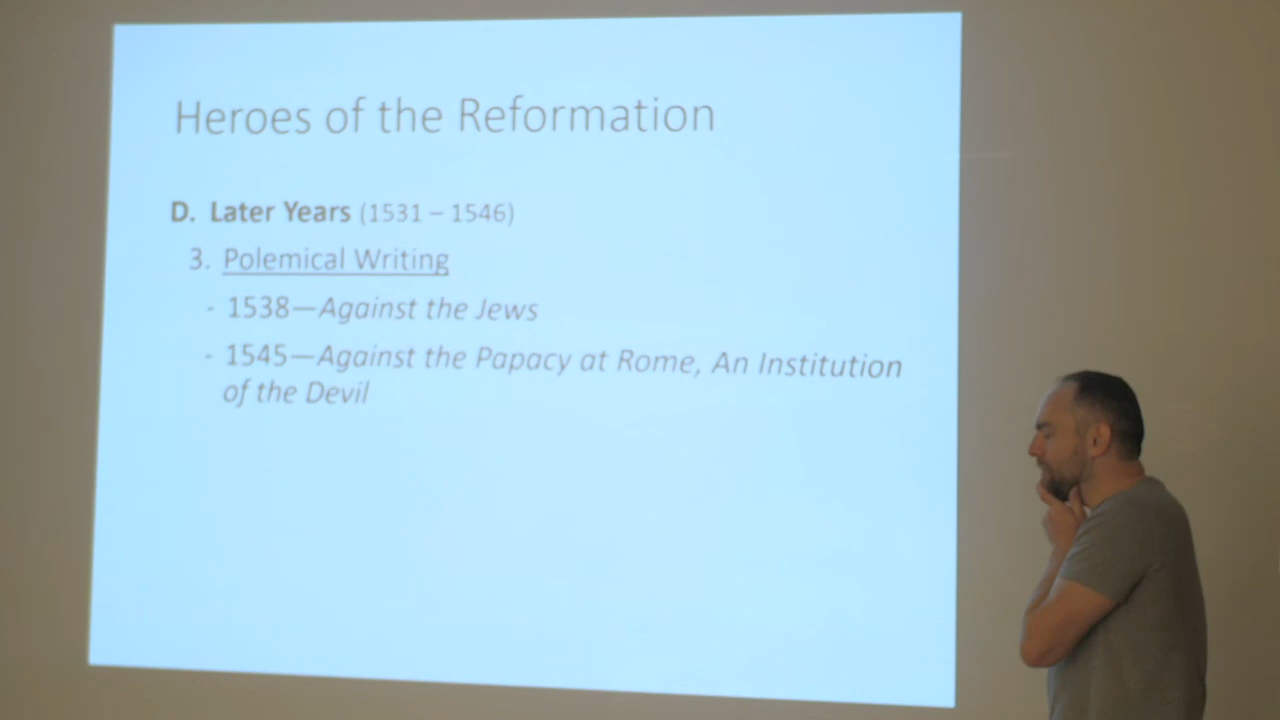 Heroes of the Reformation
D. Later Years (1531 – 1546)
3. Polemical Writing
- 1538—Against the Jews
- 1545—Against the Papacy at Rome, An Institution
of the Devil